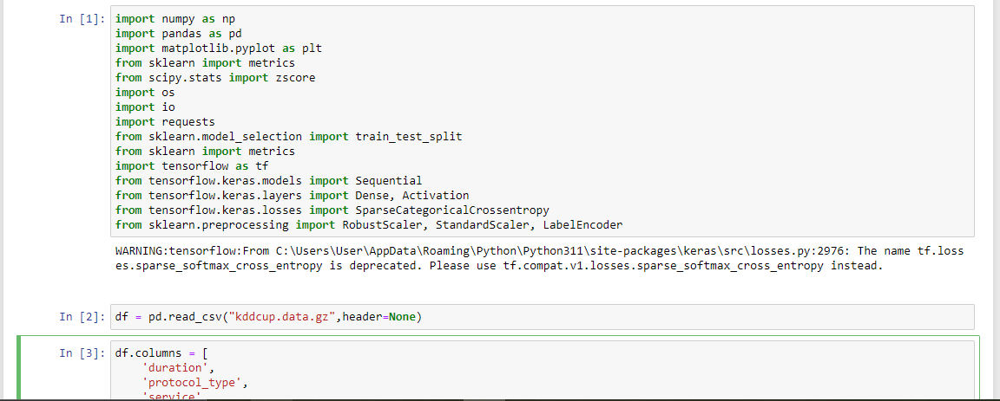 In [1]: import numpy as np
import pandas as pd
import matplotlib.pyplot as plt
from sklearn import metrics
from scipy.stats import zscore
import os
import io
import requests
from sklearn.model_selection import train_test_split
from sklearn import metrics
import tensorflow as tf
from tensorflow.keras.models import Sequential
from tensorflow.keras.layers import Dense, Activation
from tensorflow.keras.losses import SparseCategoricalCrossentropy
from sklearn.preprocessing import RobustScaler, StandardScaler, LabelEncoder
WARNING:tensorflow:From C:\Users\User\AppData\Roaming\Python\Python311\site-packages\keras\src\losses.py:2976: The name tf.loss
es.sparse_softmax_cross_entropy is deprecated. Please use tf.compat.v1.losses.sparse_softmax_cross_entropy instead.
In [2]: df = pd.read_csv("kddcup.data.gz",header=None)
In [3]: df.columns = [
'duration',
'protocol_type',
'service'